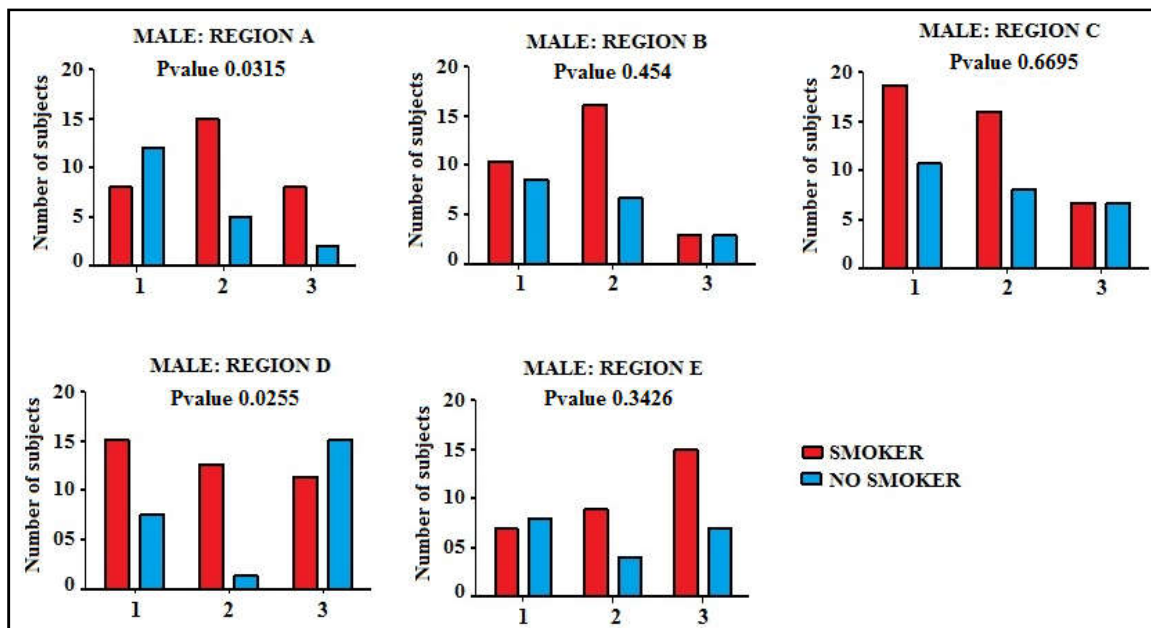 MALE: REGION A
Pvalue 0.0315
Number of subjects
20
15
10
5
0
1 2 3
MALE: REGION B
Pvalue 0.454
Number of subjects
20
15
10
5
0
1 2 3
MALE: REGION C
Pvalue 0.6695
Number of subjects
20
15
10
5
0
1 2 3
MALE: REGION D
Pvalue 0.0255
Number of subjects
20
15
10
05
0
1 2 3
MALE: REGION E
Pvalue 0.3426
Number of subjects
20
15
10
05
0
1 2 3
SMOKER
NO SMOKER